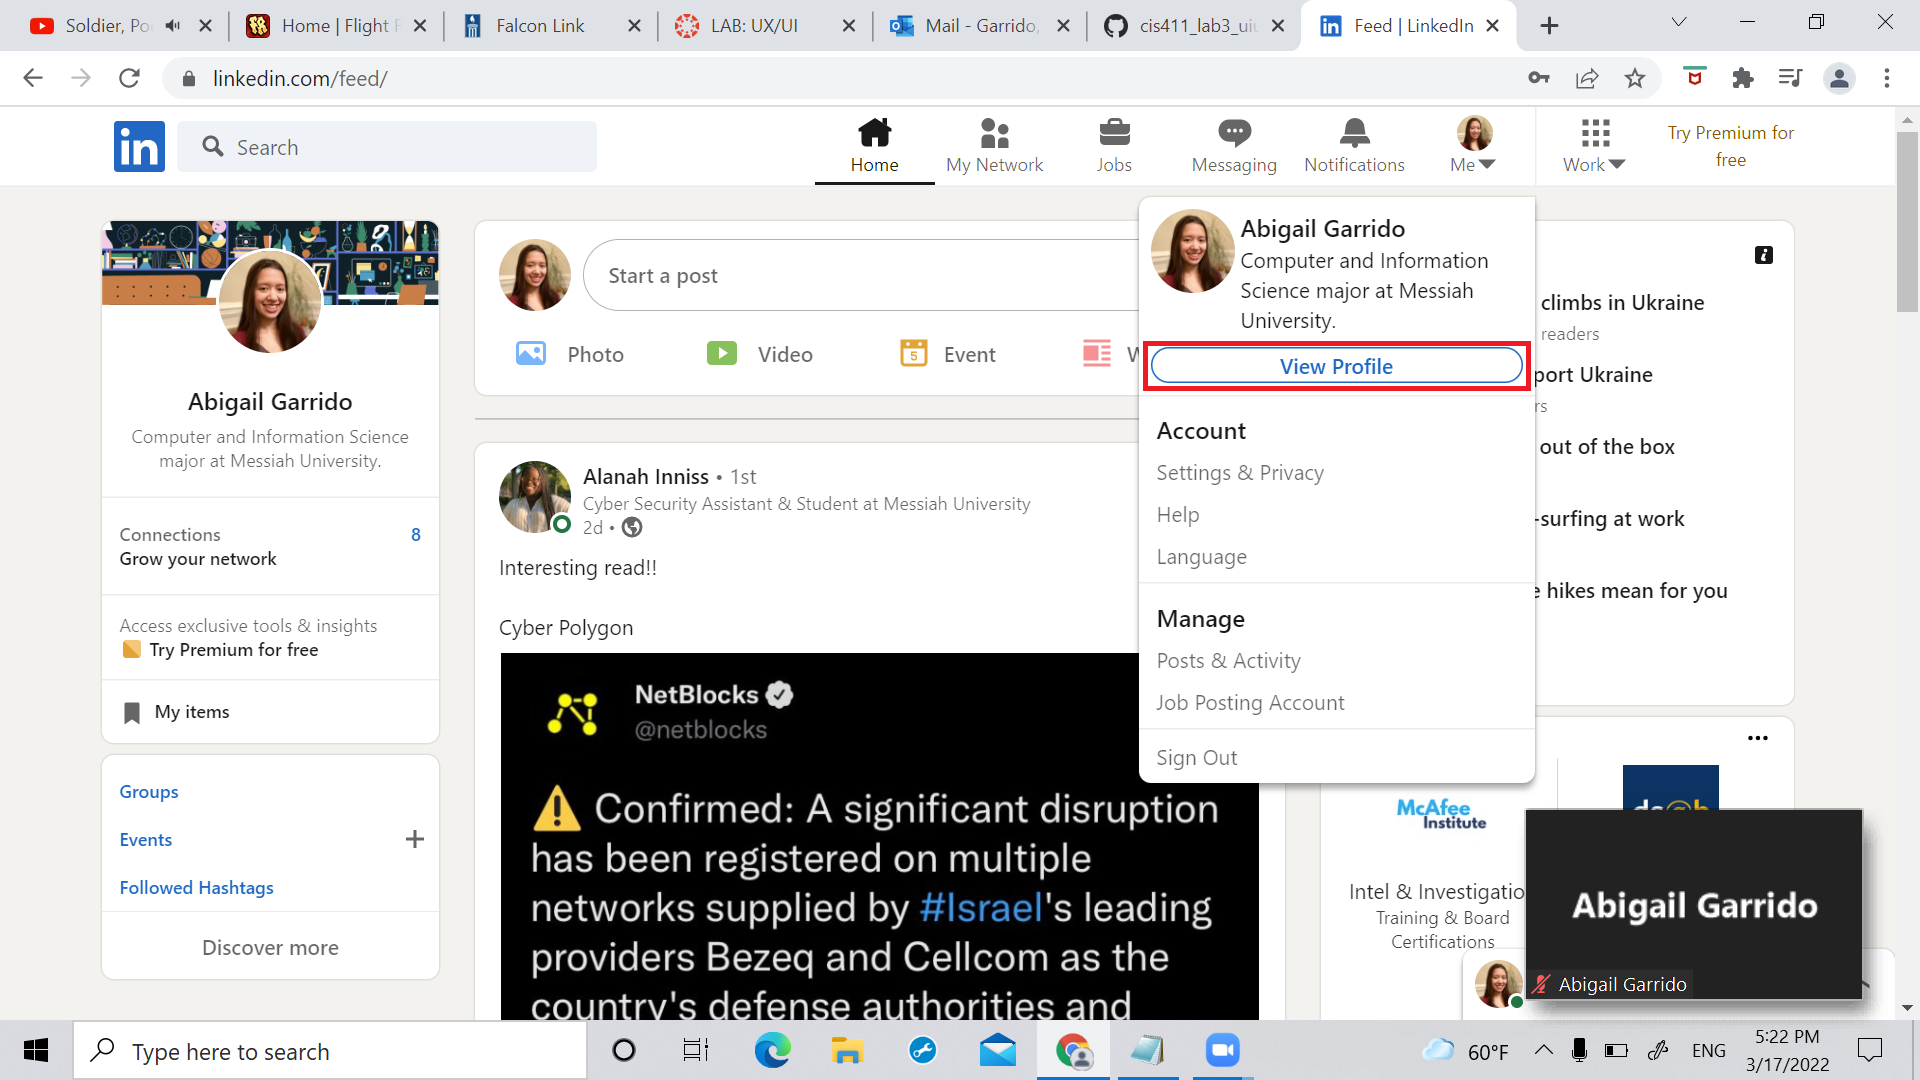 Soldier, Po
Home | Flight F
Falcon Link
LAB: UX/UI
Mail - Garrido,
cis411_lab3_ui
Feed | LinkedIn
linkedin.com/feed/
in
Search
Home
My Network
Jobs
Messaging
Notifications
Me
Work
Try Premium for
free
Abigail Garrido
Computer and Information Science
major at Messiah University.
Connections
8
Grow your network
Access exclusive tools & insights
Try Premium for free
My items
Groups
Events
Followed Hashtags
Discover more
Start a post
Photo
Video
Event
W
Alanah Inniss • 1st
Cyber Security Assistant & Student at Messiah University
2d •
Interesting read!!
Cyber Polygon
NetBlocks
@netblocks
Confirmed: A significant disruption
has been registered on multiple
networks supplied by #Israel's leading
providers Bezeq and Cellcom as the
country's defense authorities and
Abigail Garrido
Computer and Information
Science major at Messiah
University.
View Profile
Account
Settings & Privacy
Help
Language
Manage
Posts & Activity
Job Posting Account
Sign Out
climbs in Ukraine
readers
port Ukraine
rs
out of the box
-surfing at work
e hikes mean for you
McAfee
Institute
Intel & Investigatio
Training & Board
Certifications
Abigail Garrido
Abigail Garrido
Type here to search
60°F
ENG
5:22 PM
3/17/2022